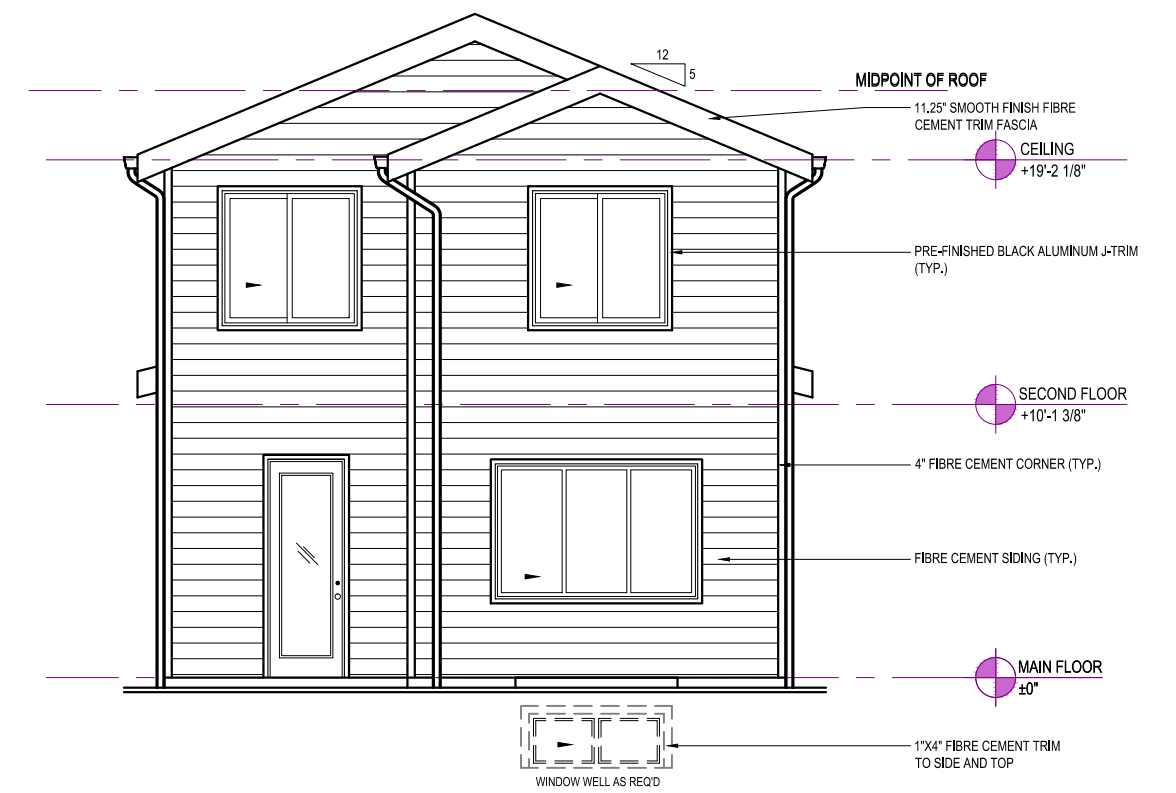 12
5
MIDPOINT OF ROOF
11.25" SMOOTH FINISH FIBRE
CEMENT TRIM FASCIA
CEILING
+19'-2 1/8"
PRE-FINISHED BLACK ALUMINUM J-TRIM
(TYP.)
SECOND FLOOR
+10'-1 3/8"
4" FIBRE CEMENT CORNER (TYP.)
FIBRE CEMENT SIDING (TYP.)
MAIN FLOOR
±0"
1"X4" FIBRE CEMENT TRIM
TO SIDE AND TOP
WINDOW WELL AS REQ'D